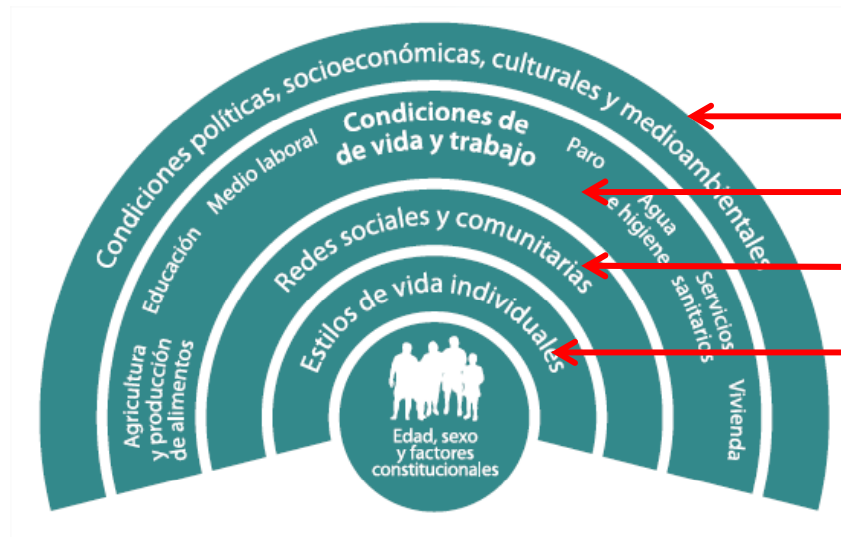 Condiciones políticas, socioeconómicas, culturales y medioambientales
Condiciones de
de vida y trabajo
Agricultura
y producción
de alimentos
Educación
Medio laboral
Paro
Agua
e higiene
Servicios
sanitarios
Vivienda
Redes sociales y comunitarias
Estilos de vida individuales
Edad, sexo
y factores
constitucionales